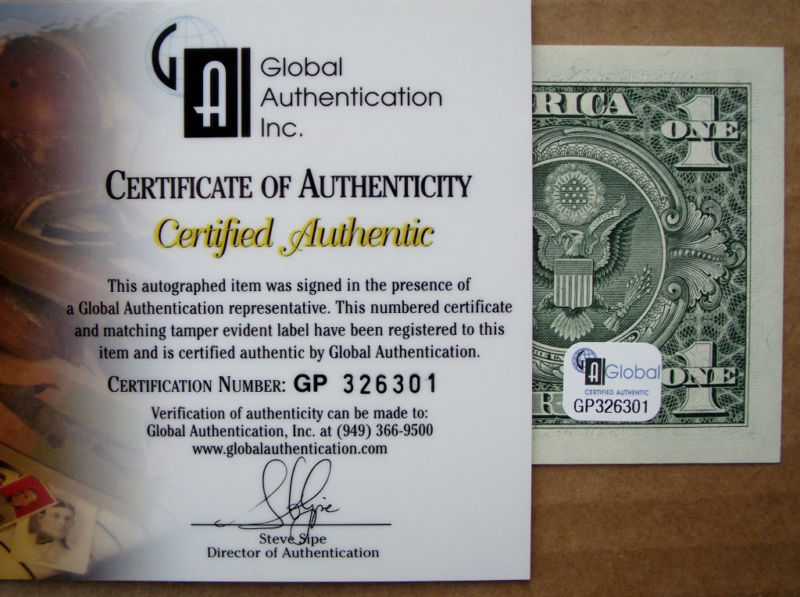 GA
Global
Authentication
Inc.
CERTIFICATE OF AUTHENTICITY
Certified Authentic
This autographed item was signed in the presence of
a Global Authentication representative. This numbered certificate
and matching tamper evident label have been registered to this
item and is certified authentic by Global Authentication.
CERTIFICATION NUMBER: GP 326301
Verification of authenticity can be made to:
Global Authentication, Inc. at (949) 366-9500
www.globalauthentication.com
Steve Sipe
Director of Authentication
RICA
1
ONE
GA Global
CERTIFIED AUTHENTIC
GP326301
1
ONE
R